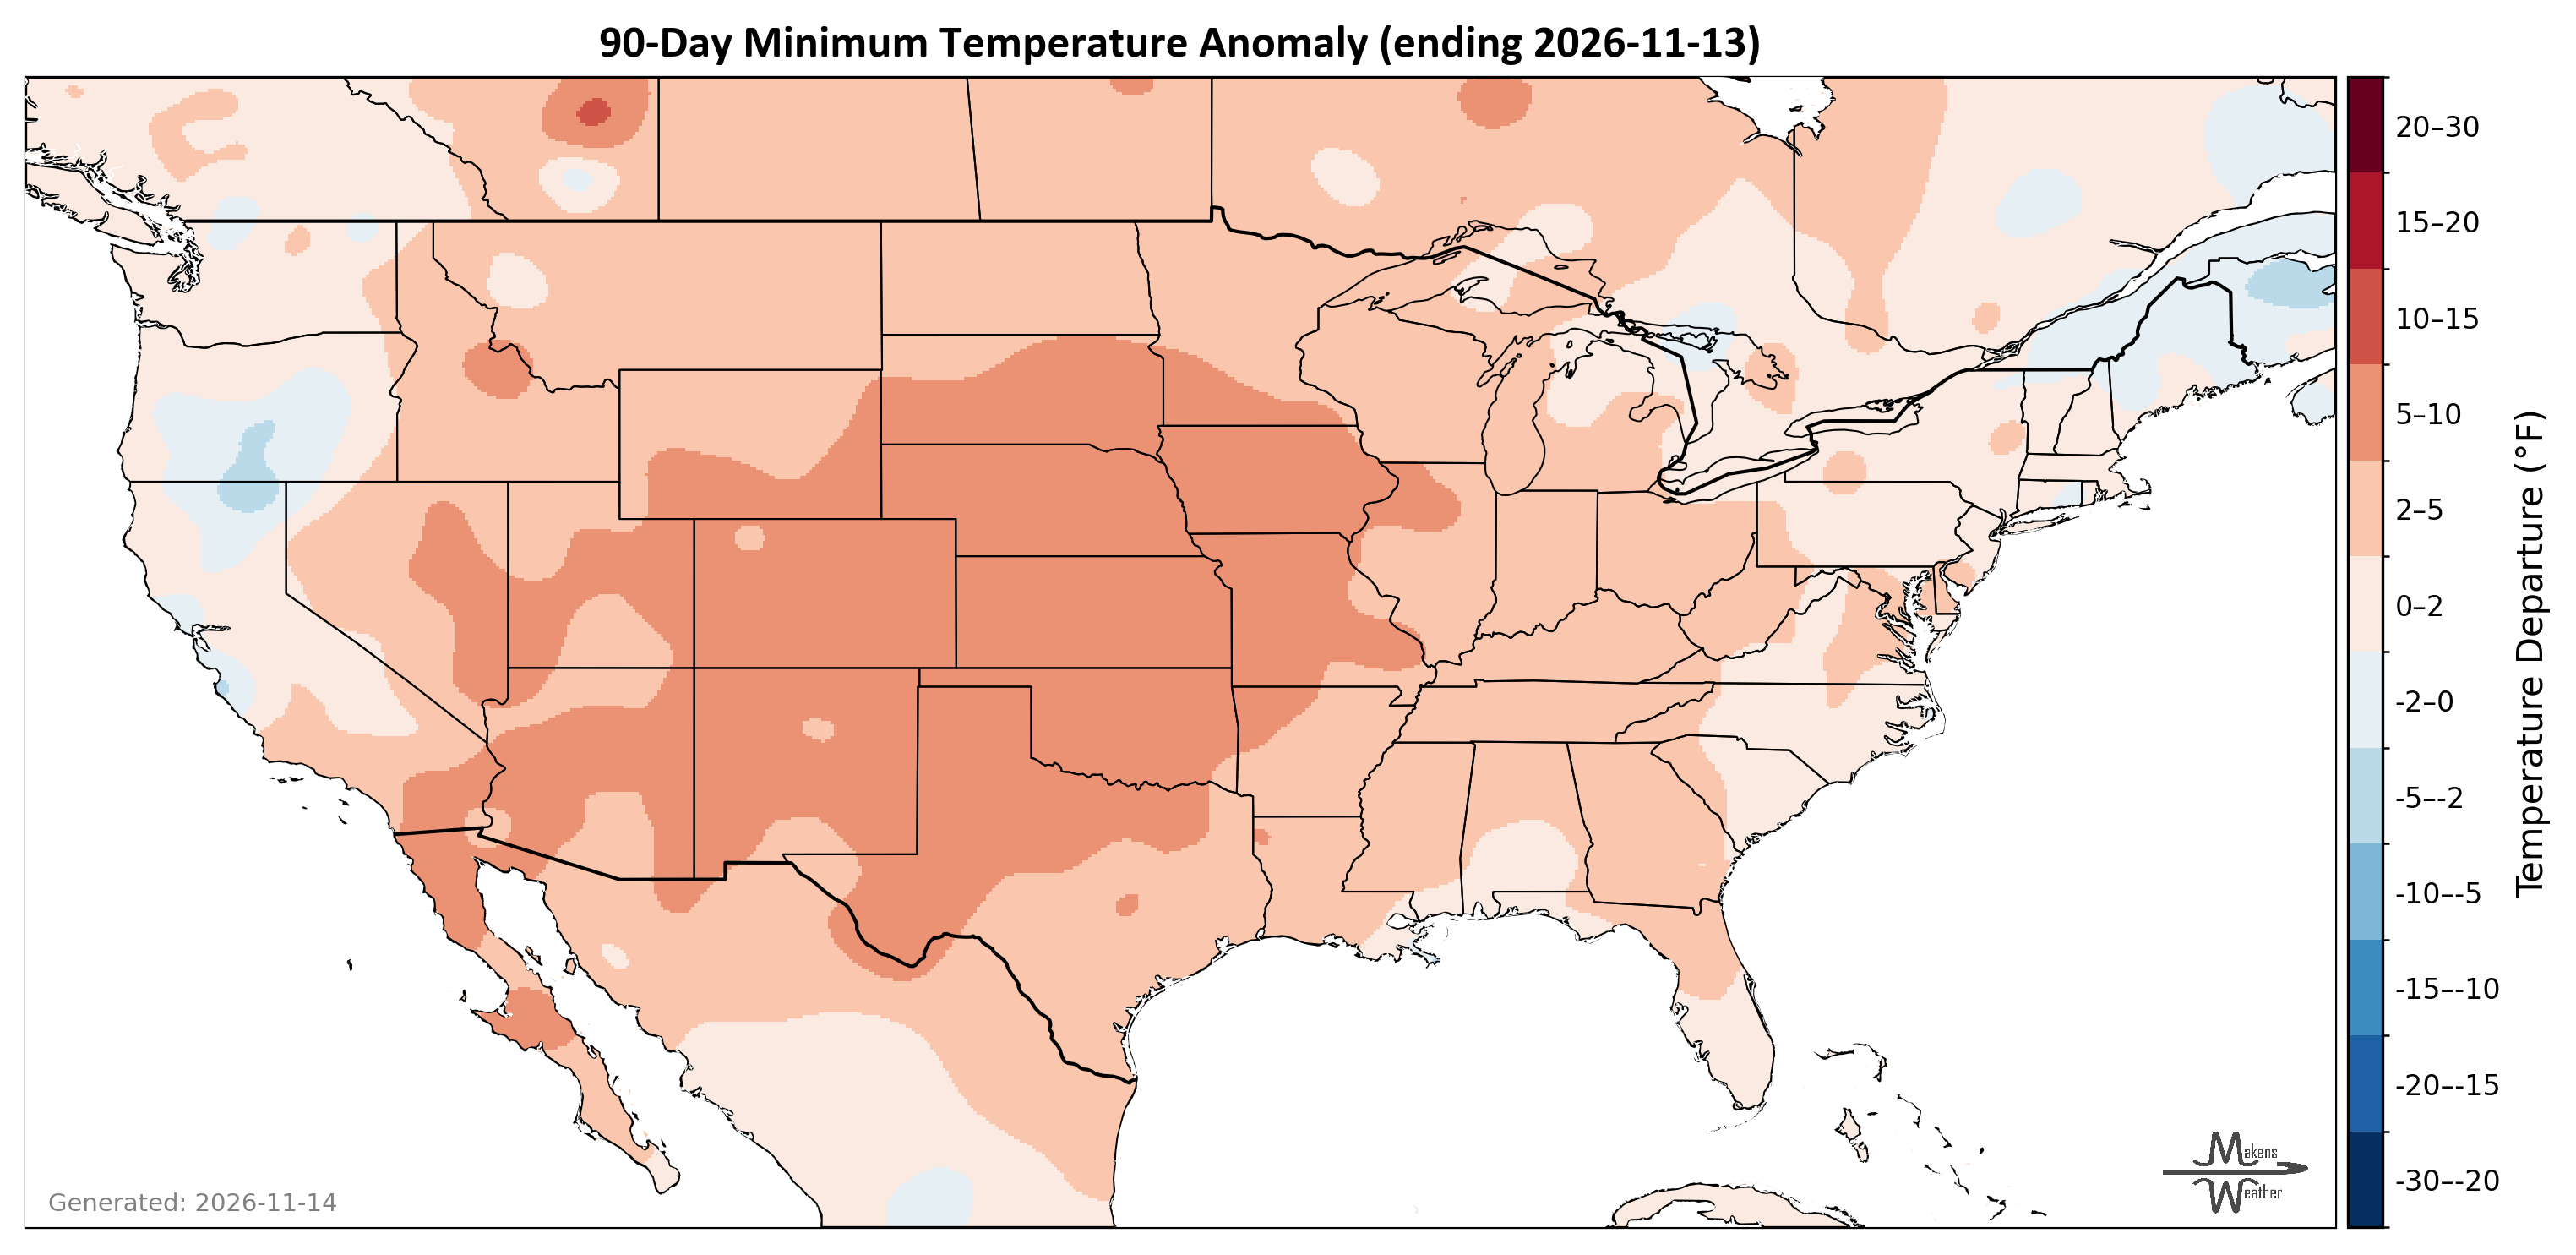 90-Day Minimum Temperature Anomaly (ending 2026-11-13)
20–30
15–20
10–15
5–10
2–5
0–2
-2–0
-5–-2
-10–-5
-15–-10
-20–-15
-30–-20
Temperature Departure (°F)
Makens
Weather
Generated: 2026-11-14